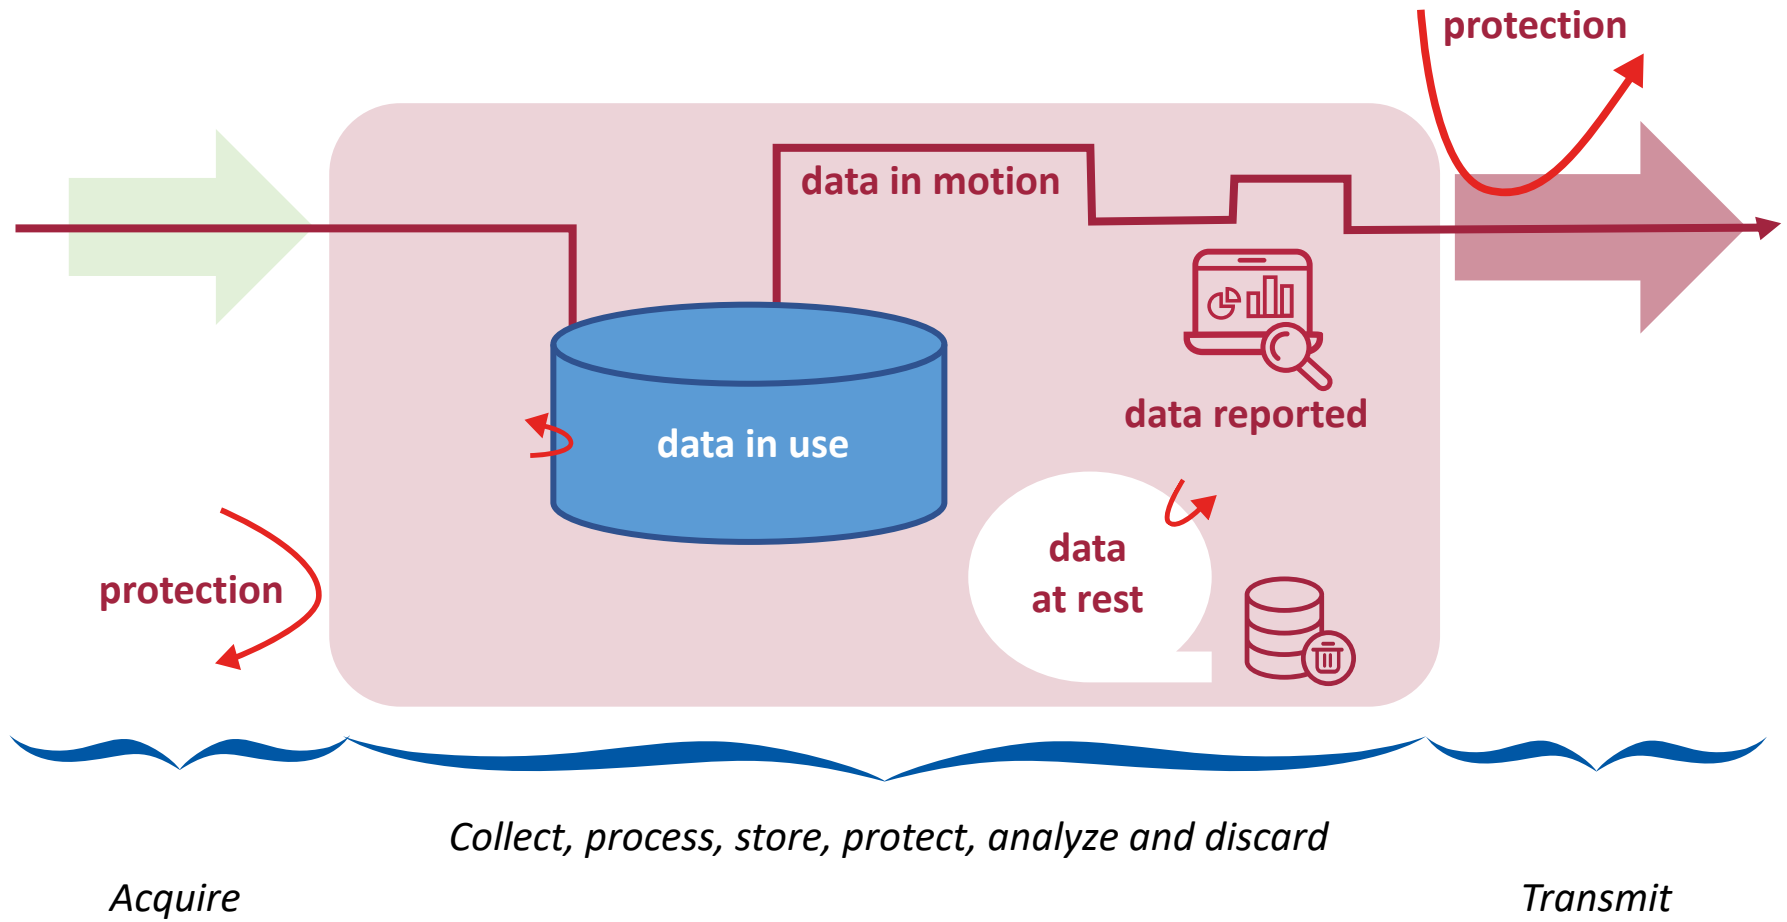 protection
data in motion
data reported
data in use
data
at rest
protection
Collect, process, store, protect, analyze and discard
Acquire
Transmit